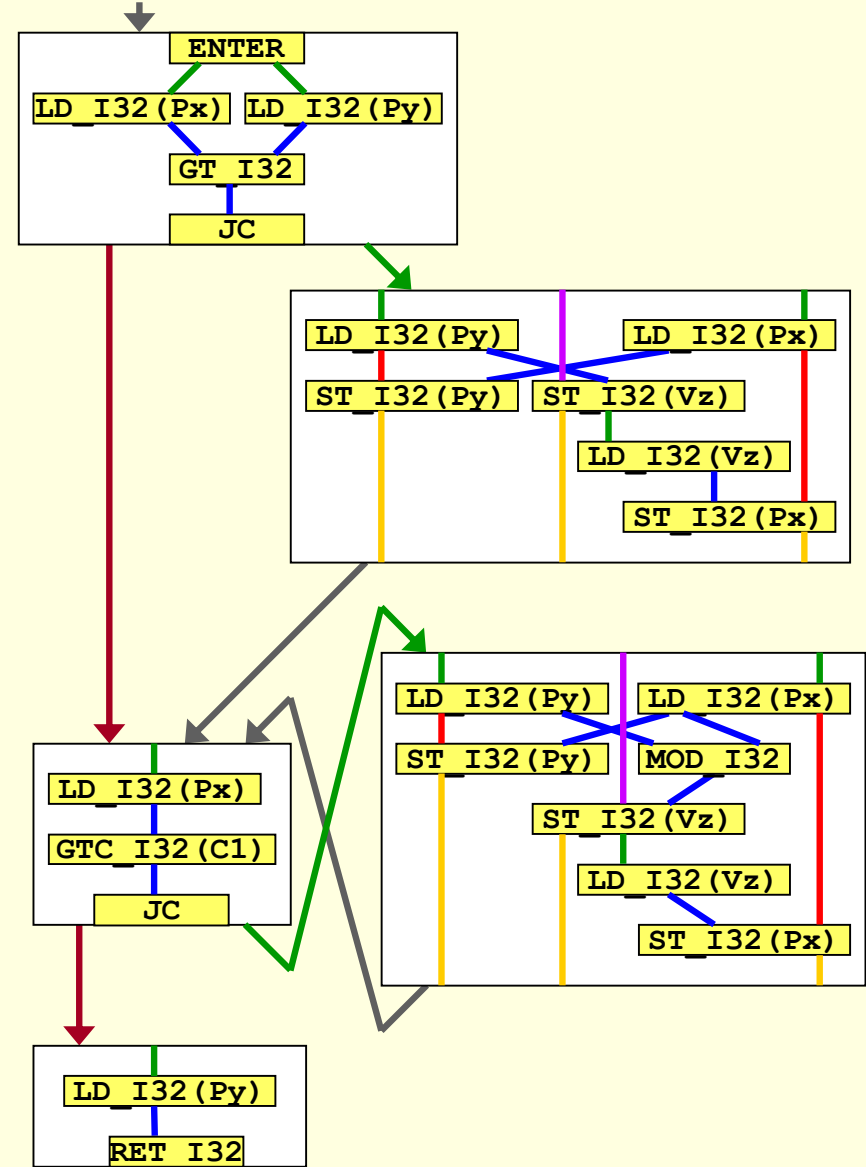 ENTER
LD_I32(Px) LD_I32(Py)
GT_I32
JC
LD_I32(Py) LD_I32(Px)
ST_I32(Py) ST_I32(Vz)
LD_I32(Vz)
ST_I32(Px)
LD_I32(Py) LD_I32(Px)
ST_I32(Py) MOD_I32
ST_I32(Vz)
LD_I32(Vz)
ST_I32(Px)
LD_I32(Px)
GTC_I32(C1)
JC
LD_I32(Py)
RET_I32